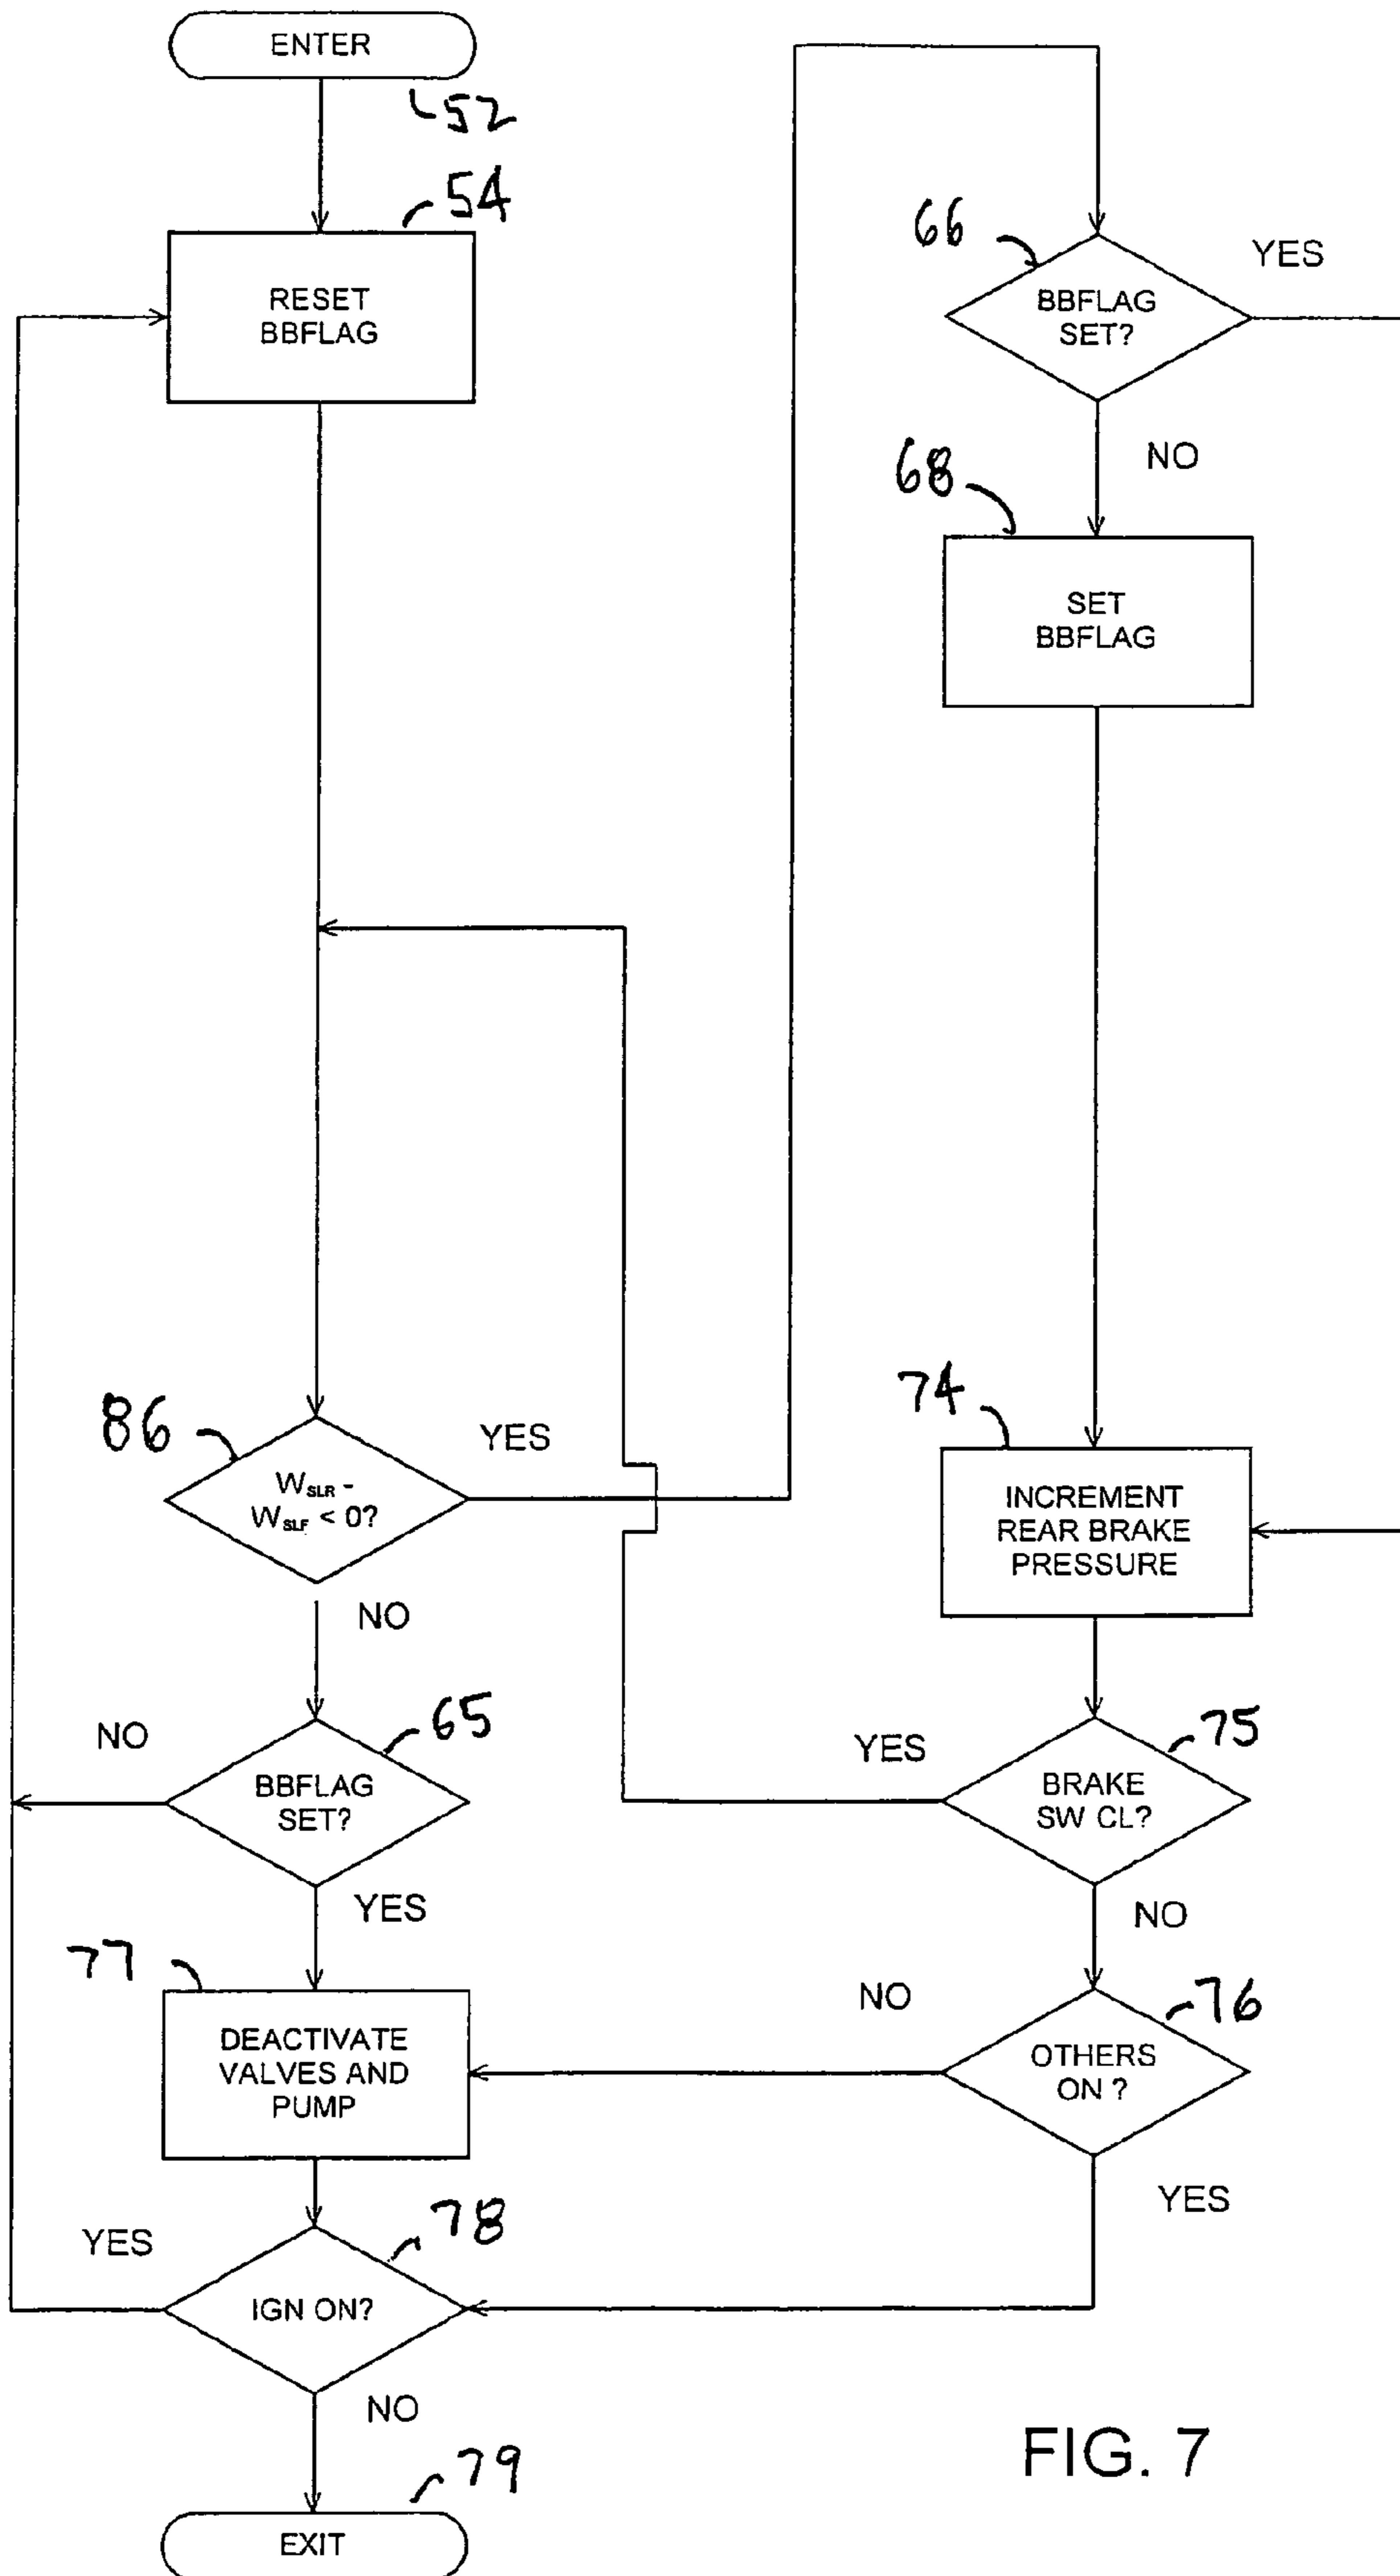 ENTER
52
54
RESET
BBFLAG
66
YES
BBFLAG
SET?
NO
68
SET
BBFLAG
86
YES
W_SLR -
W_SLF < 0?
NO
74
INCREMENT
REAR BRAKE
PRESSURE
NO
65
BBFLAG
SET?
YES
YES
75
BRAKE
SW CL?
NO
77
DEACTIVATE
VALVES AND
PUMP
NO
76
OTHERS
ON ?
YES
YES
78
IGN ON?
NO
79
EXIT
FIG. 7